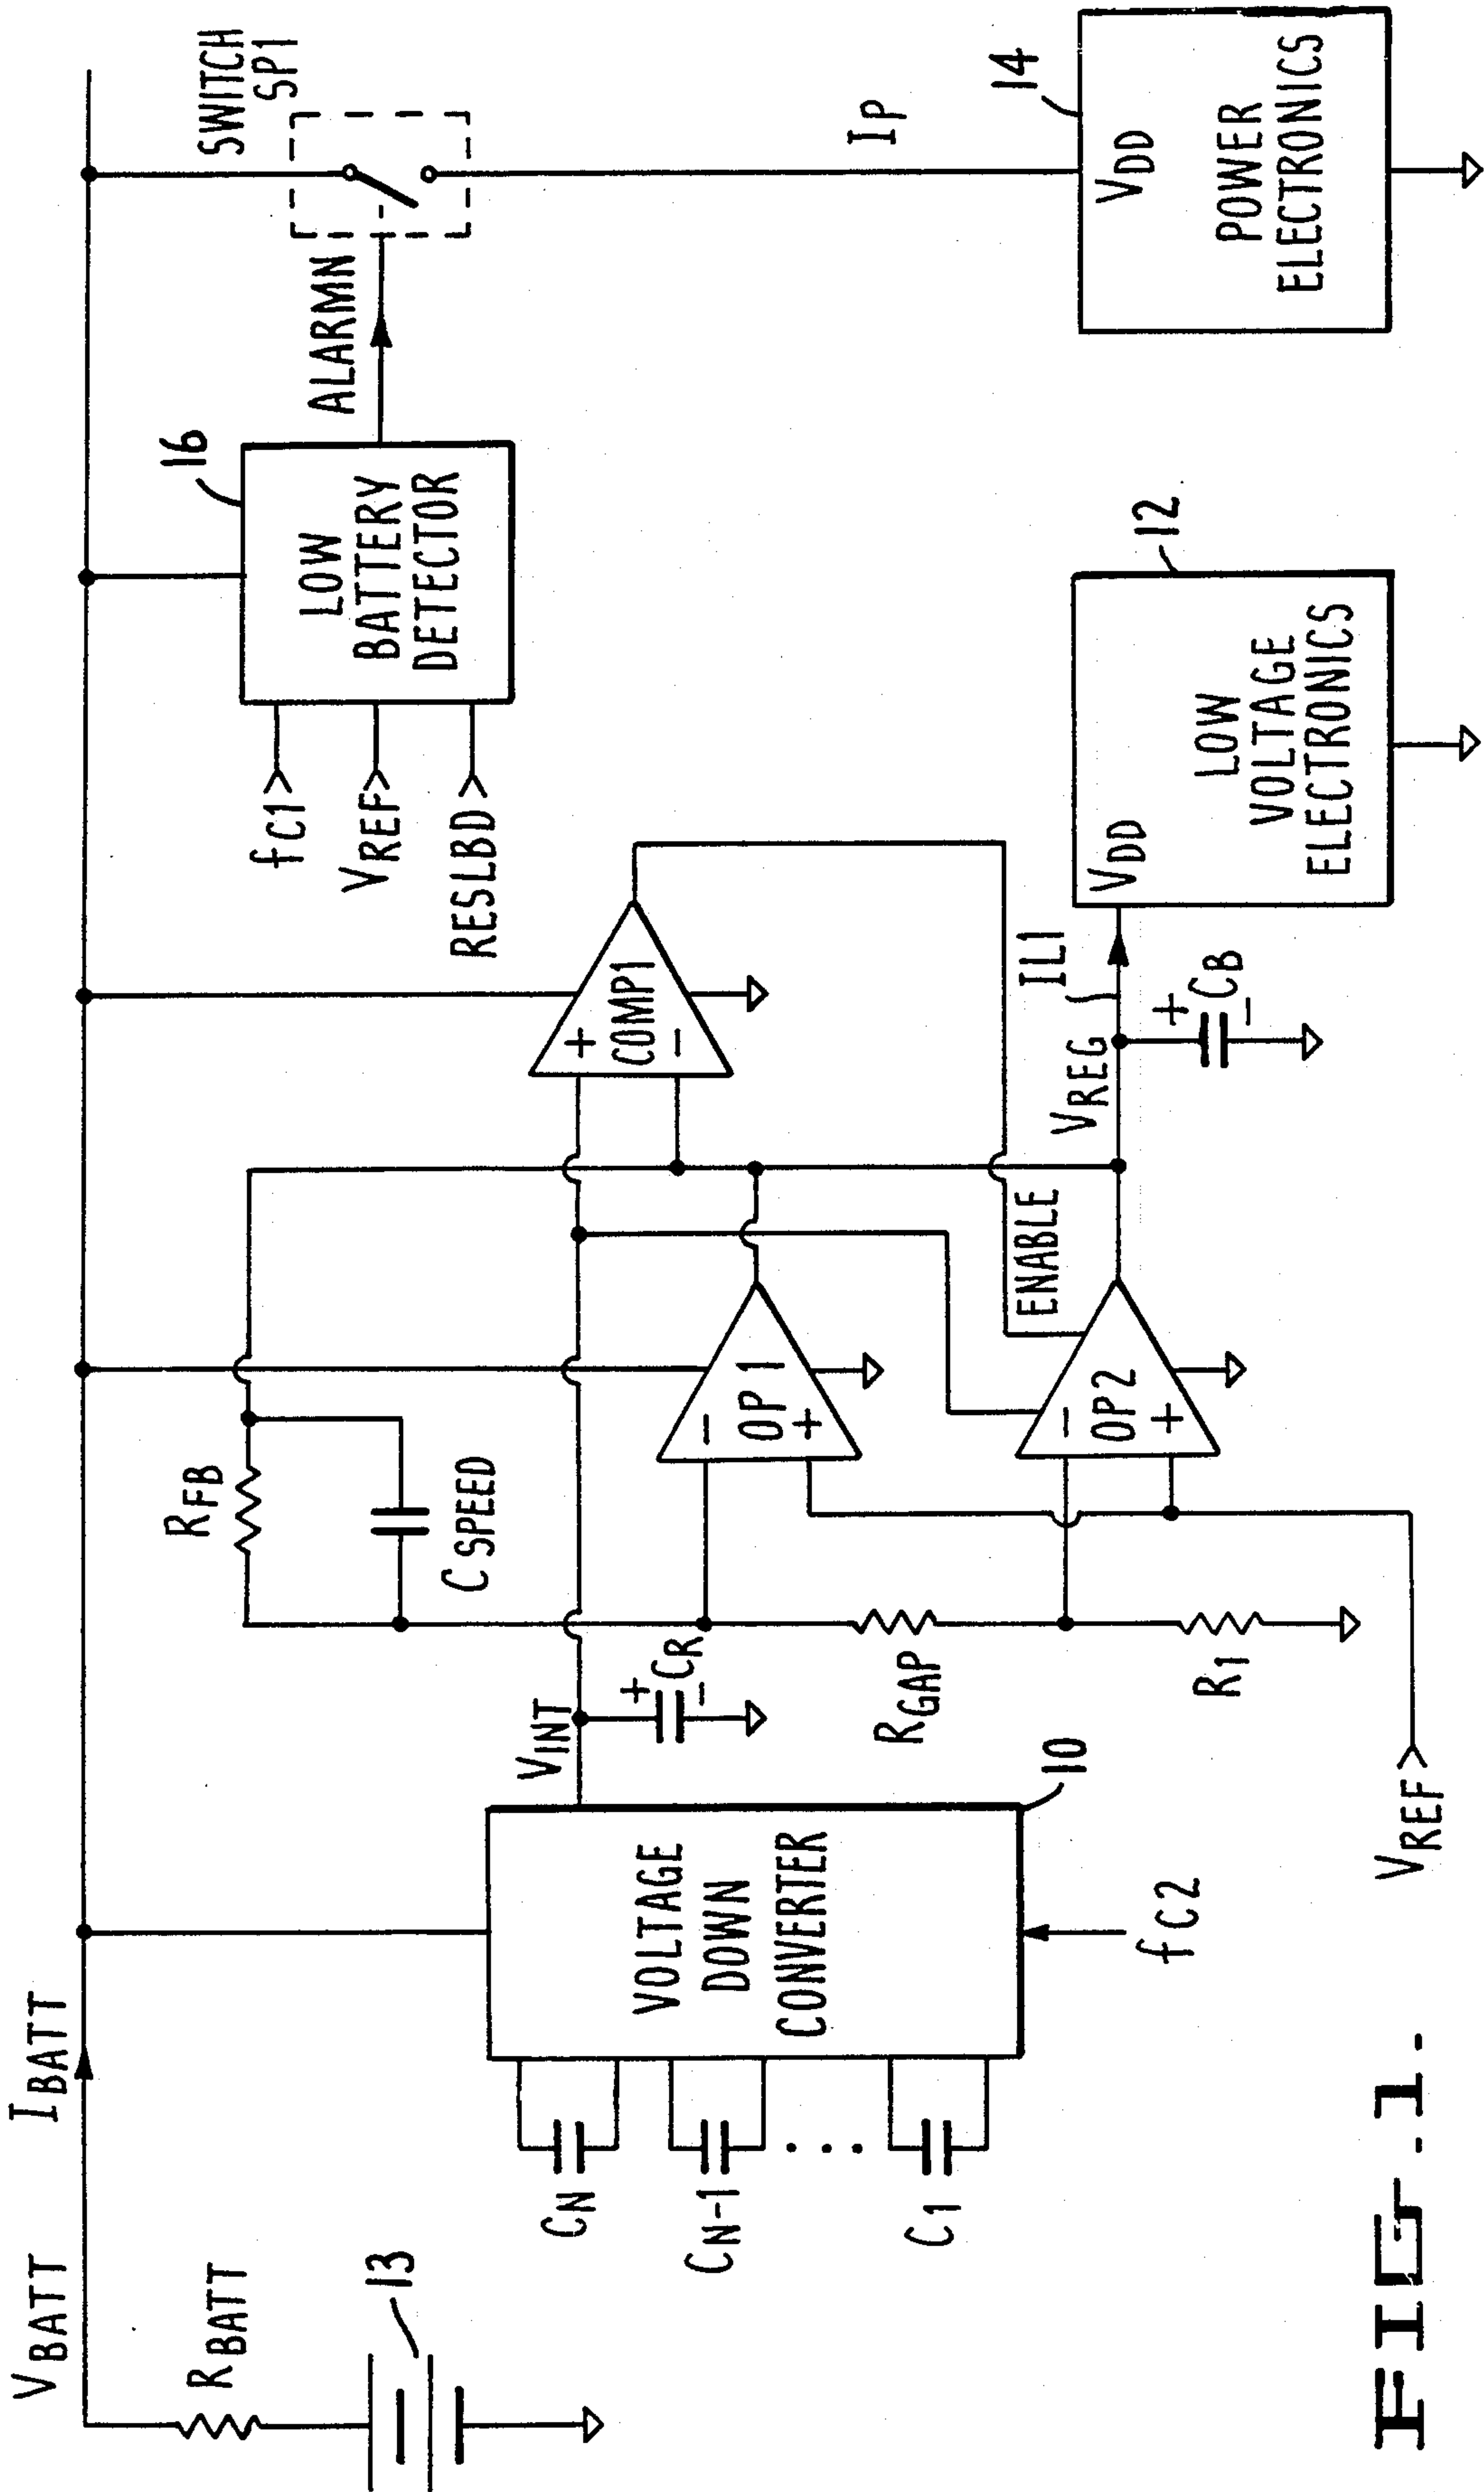 VBATT
IBATT
RBATT
13
CN
CN-1
C1
VOLTAGE
DOWN
CONVERTER
10
fC2
VINT
+
CR
-
RFB
CSPEED
RGAP
R1
VREF
-
OP1
+
-
OP2
+
ENABLE
+
COMP1
-
VREG
IL1
+
CB
-
fC1
VREF
RESLBD
LOW
BATTERY
DETECTOR
16
ALARMN
SWITCH
SP1
IP
VDD
LOW
VOLTAGE
ELECTRONICS
12
VDD
POWER
ELECTRONICS
14
FIG.1.